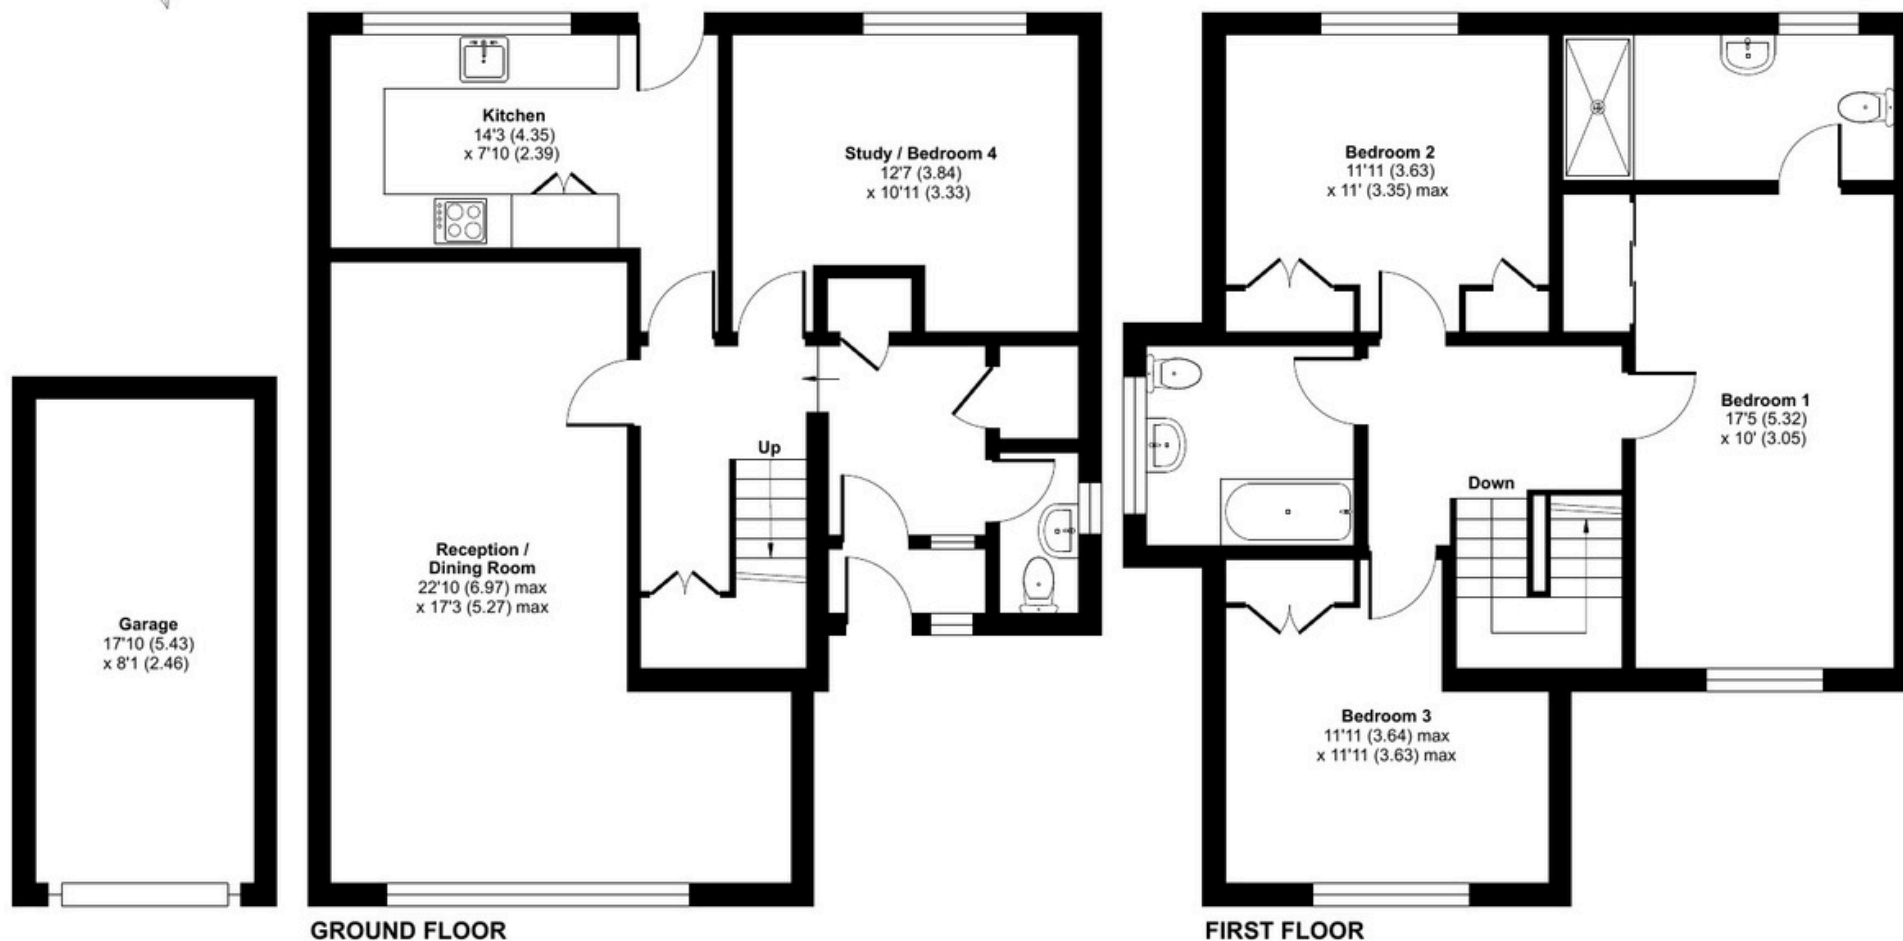 Kitchen
14'3 (4.35)
x 7'10 (2.39)
Study / Bedroom 4
12'7 (3.84)
x 10'11 (3.33)
Up
Reception /
Dining Room
22'10 (6.97) max
x 17'3 (5.27) max
Garage
17'10 (5.43)
x 8'1 (2.46)
GROUND FLOOR
Bedroom 2
11'11 (3.63)
x 11' (3.35) max
Bedroom 1
17'5 (5.32)
x 10' (3.05)
Down
Bedroom 3
11'11 (3.64) max
x 11'11 (3.63) max
FIRST FLOOR